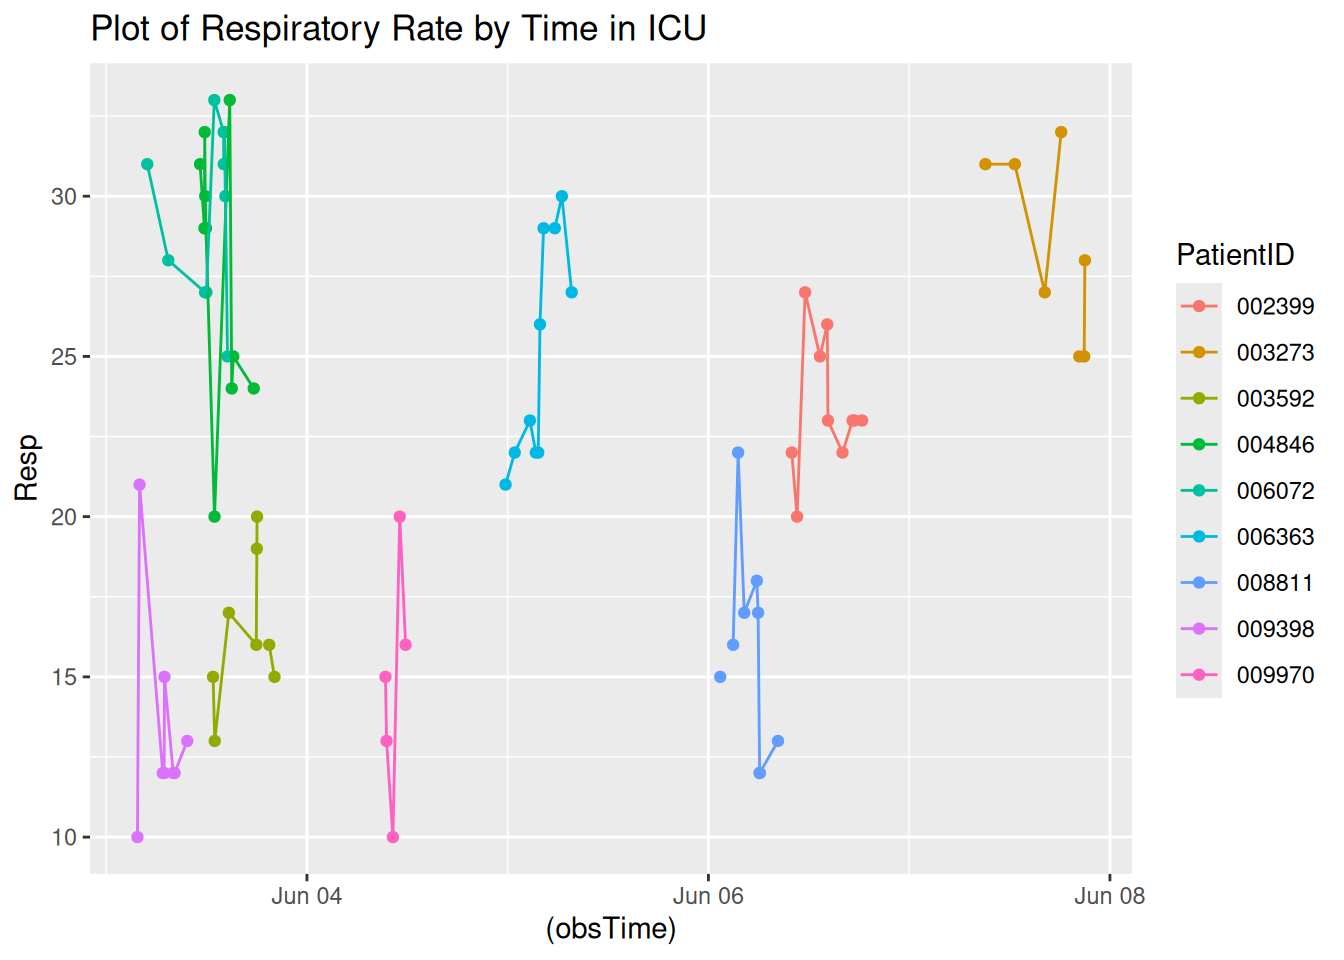 Plot of Respiratory Rate by Time in ICU
Resp
30
25
20
15
10
Jun 04
Jun 06
Jun 08
(obsTime)
PatientID
002399
003273
003592
004846
006072
006363
008811
009398
009970